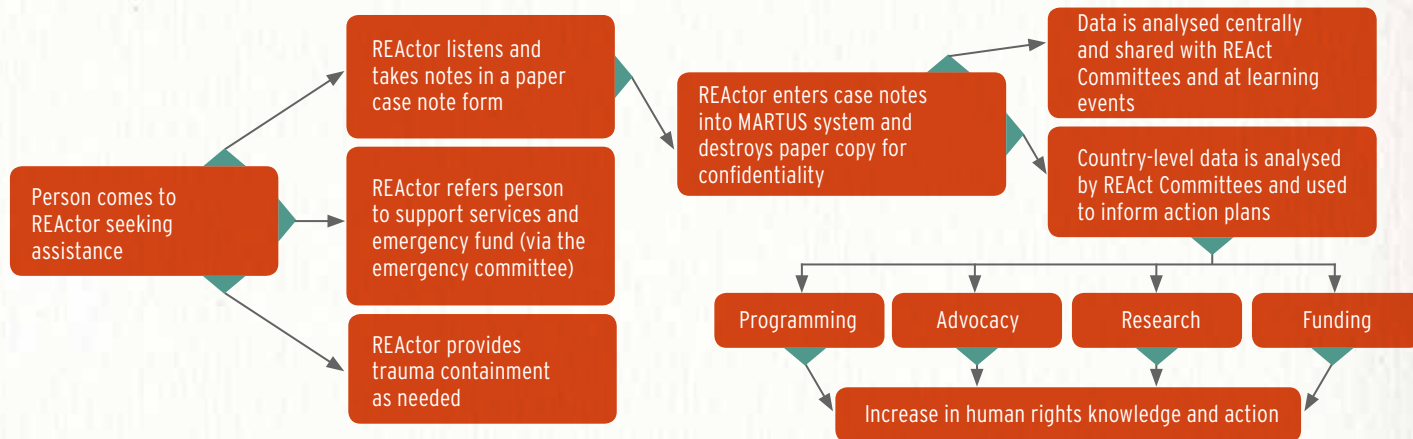 Person comes to
REActor seeking
assistance
REActor listens and
takes notes in a paper
case note form
REActor refers person
to support services and
emergency fund (via the
emergency committee)
REActor provides
trauma containment
as needed
REActor enters case notes
into MARTUS system and
destroys paper copy for
confidentiality
Data is analysed centrally
and shared with REAct
Committees and at learning
events
Country-level data is analysed
by REAct Committees and used
to inform action plans
Programming
Advocacy
Research
Funding
Increase in human rights knowledge and action